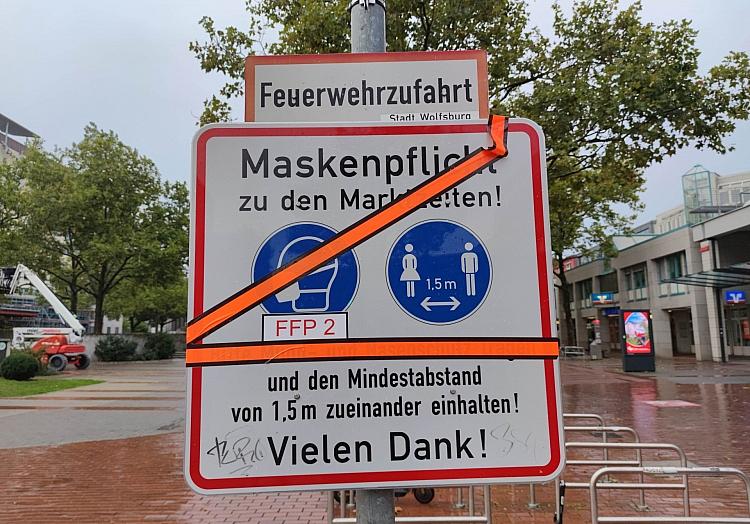 Feuerwehrzufahrt
Stadt Wolfsburg
Maskenpflicht
zu den Marktzeiten!
1,5 m
FFP 2
und den Mindestabstand
von 1,5 m zueinander einhalten!
Vielen Dank!